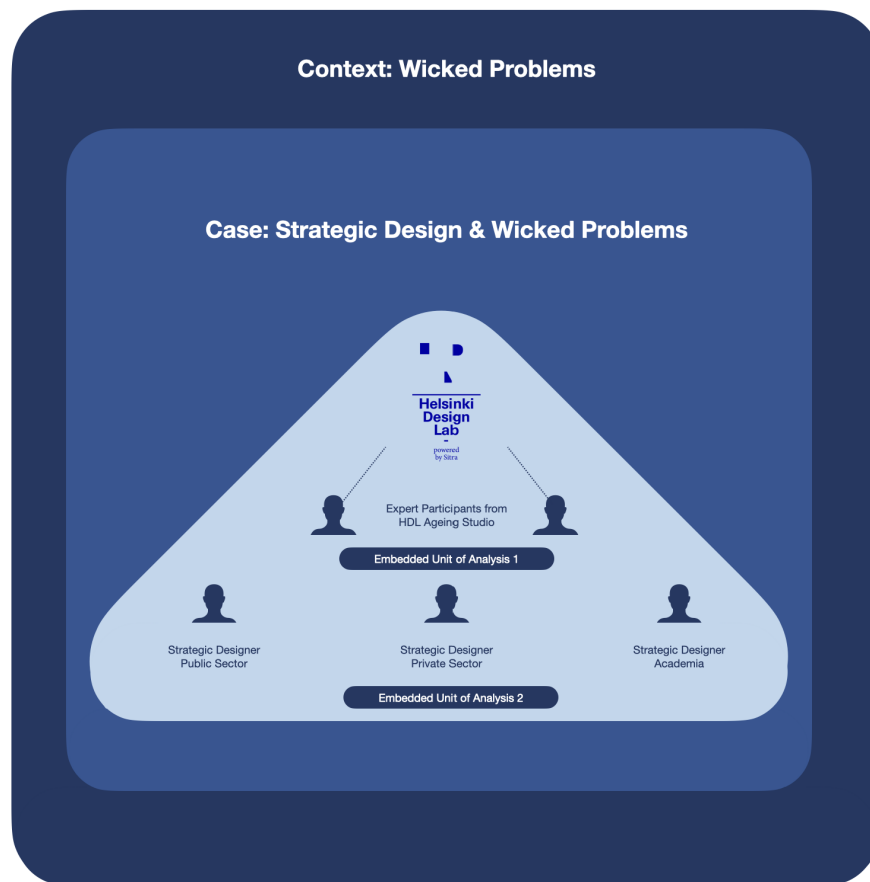 Context: Wicked Problems
Case: Strategic Design & Wicked Problems
H D
L
Helsinki
Design
Lab
-
powered
by Sitra
Expert Participants from
HDL Ageing Studio
Embedded Unit of Analysis 1
Strategic Designer
Public Sector
Strategic Designer
Private Sector
Strategic Designer
Academia
Embedded Unit of Analysis 2